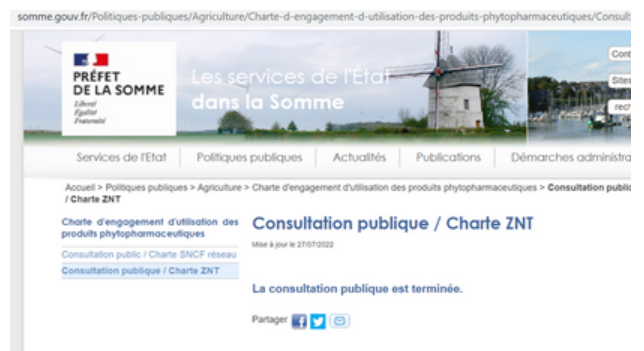 somme.gouv.fr/Politiques-publiques/Agriculture/Charte-d-engagement-d-utilisation-des-produits-phytopharmaceutiques/Consult
PRÉFET
DE LA SOMME
Liberté
Égalité
Fraternité
Les services de l'État
dans la Somme
Cont
Sites
rech
Services de l'Etat
Politiques publiques
Actualités
Publications
Démarches administra
Accueil > Politiques publiques > Agriculture > Charte d'engagement d'utilisation des produits phytopharmaceutiques > Consultation public
/ Charte ZNT
Charte d'engagement d'utilisation des
produits phytopharmaceutiques
Consultation public / Charte SNCF réseau
Consultation publique / Charte ZNT
Consultation publique / Charte ZNT
Mise à jour le 27/07/2022
La consultation publique est terminée.
Partager